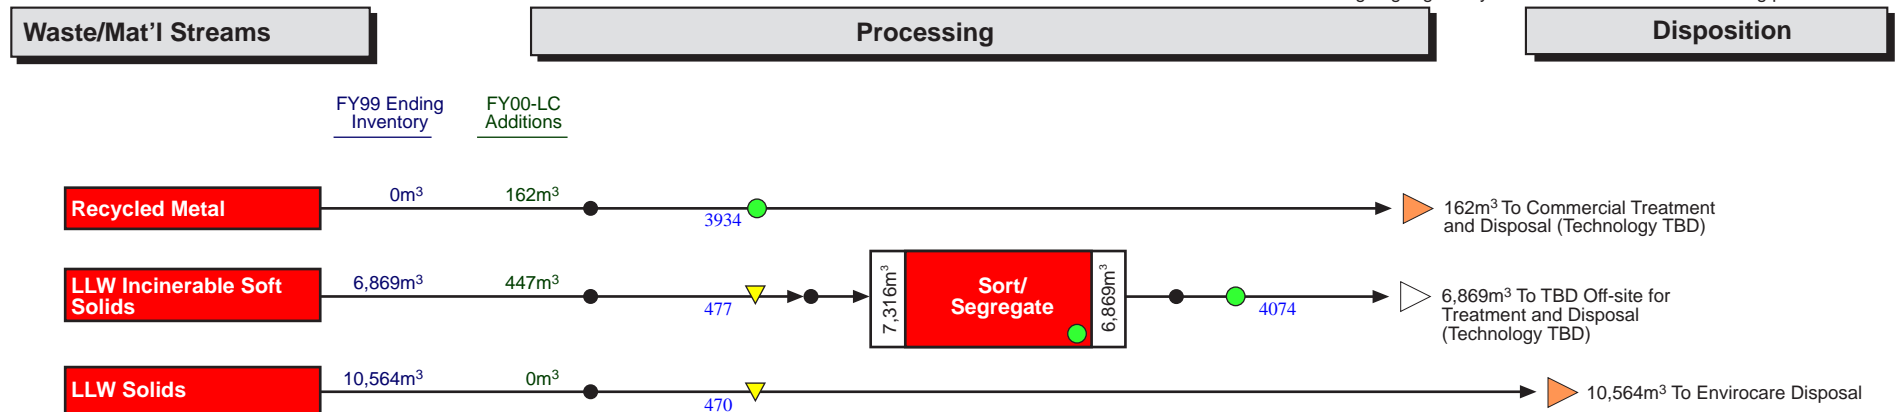 Waste/Mat'l Streams
Processing
Disposition
FY99 Ending
Inventory
FY00-LC
Additions
Recycled Metal
0m³
162m³
3934
162m³ To Commercial Treatment
and Disposal (Technology TBD)
LLW Incinerable Soft
Solids
6,869m³
447m³
477
7,316m³
Sort/
Segregate
6,869m³
4074
6,869m³ To TBD Off-site for
Treatment and Disposal
(Technology TBD)
LLW Solids
10,564m³
0m³
470
10,564m³ To Envirocare Disposal